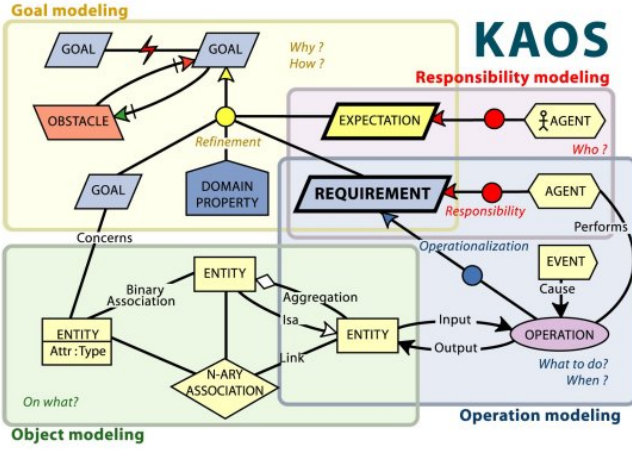 Goal modeling
KAOS
GOAL
GOAL
Why ?
How ?
Responsibility modeling
OBSTACLE
EXPECTATION
AGENT
Refinement
Who ?
GOAL
DOMAIN
PROPERTY
REQUIREMENT
AGENT
Responsibility
Performs
Concerns
Operationalization
EVENT
Binary
Association
ENTITY
Aggregation
Cause
Isa
ENTITY
Attr :Type
ENTITY
Input
OPERATION
Output
Link
N-ARY
ASSOCIATION
What to do?
When ?
On what?
Operation modeling
Object modeling